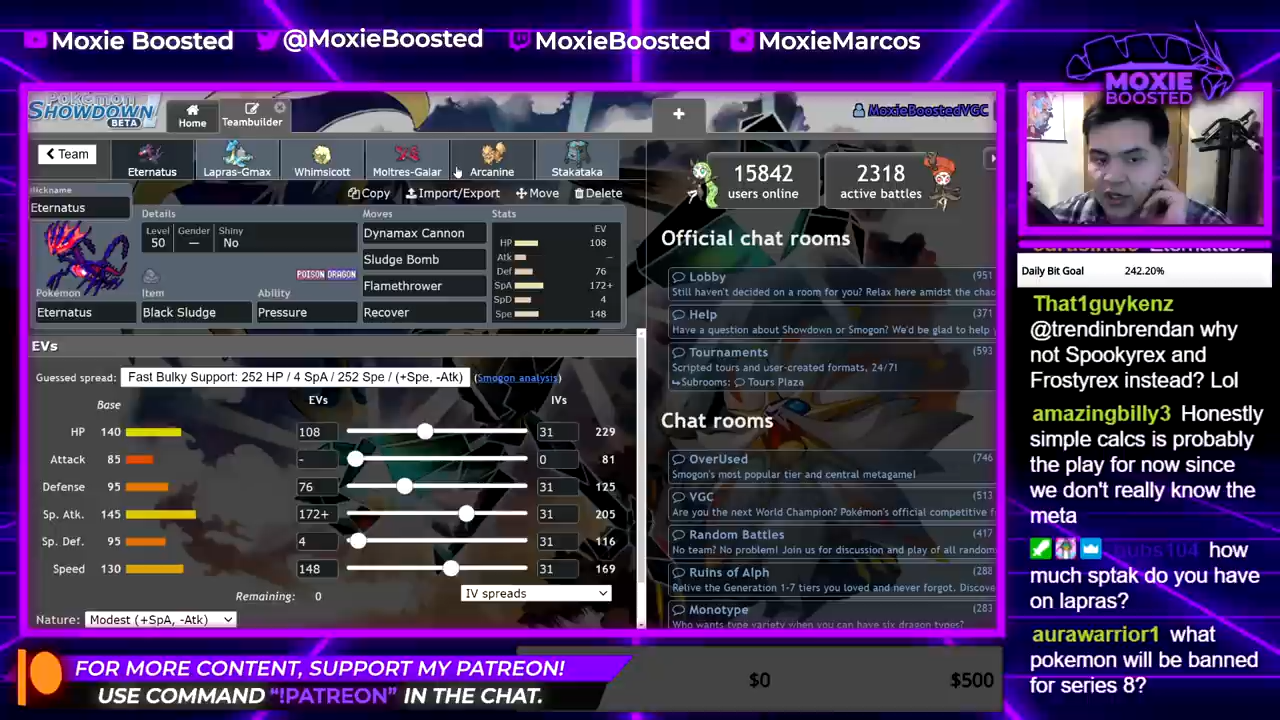 Moxie Boosted
@MoxieBoosted
MoxieBoosted
MoxieMarcos
MOXIE
BOOSTED
Pokémon
SHOWDOWN
BETA
Home
Teambuilder
+
MoxieBoostedVGC
Team
Eternatus
Lapras-Gmax
Whimsicott
Moltres-Galar
Arcanine
Stakataka
Copy
Import/Export
Move
Delete
Nickname
Eternatus
Details
Level
50
Gender
—
Shiny
No
POISON DRAGON
Pokémon
Eternatus
Item
Black Sludge
Ability
Pressure
Moves
Dynamax Cannon
Sludge Bomb
Flamethrower
Recover
Stats
EV
HP 108
Atk –
Def 76
SpA 172+
SpD 4
Spe 148
EVs
Guessed spread: Fast Bulky Support: 252 HP / 4 SpA / 252 Spe / (+Spe, -Atk) (Smogon analysis)
Base EVs IVs
HP 140 108 31 229
Attack 85 - 0 81
Defense 95 76 31 125
Sp. Atk. 145 172+ 31 205
Sp. Def. 95 4 31 116
Speed 130 148 31 169
Remaining: 0
IV spreads
Nature: Modest (+SpA, -Atk)
15842
users online
2318
active battles
Official chat rooms
Lobby (951
Still haven't decided on a room for you? Relax here amidst the chao
Help (371
Have a question about Showdown or Smogon? We'd be glad to help y
Tournaments (593
Scripted tours and user-created formats, 24/71
Subrooms: Tours Plaza
Chat rooms
OverUsed (746
Smogon's most popular tier and central metagame!
VGC (513
Are you the next World Champion? Pokémon's official competitive f
Random Battles (417
No team? No problem! Join us for discussion and play of all random
Ruins of Alph (288
Relive the Generation 1-7 tiers you loved and never forgot. Discove
Monotype (283
Who wants type variety when you can have six dragon types?
Daily Bit Goal 242.20%
That1guykenz
@trendinbrendan why
not Spookyrex and
Frostyrex instead? Lol
amazingbilly3 Honestly
simple calcs is probably
the play for now since
we don't really know the
meta
how
much sptak do you have
on lapras?
aurawarrior1 what
pokemon will be banned
for series 8?
FOR MORE CONTENT, SUPPORT MY PATREON!
USE COMMAND “!PATREON” IN THE CHAT.
$0
$500